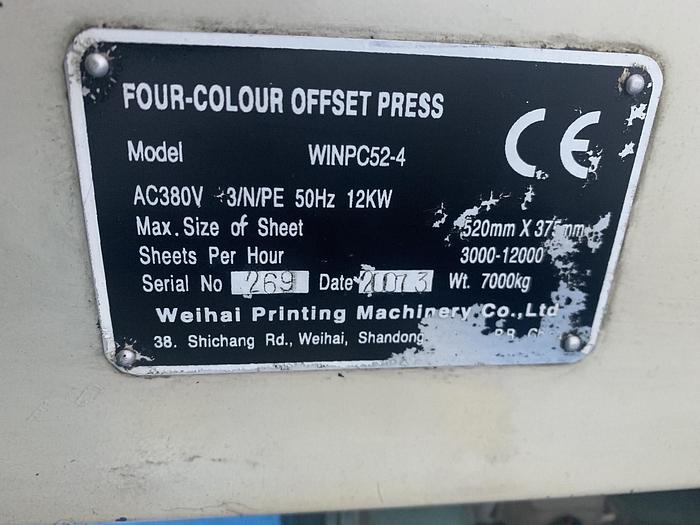 FOUR-COLOUR OFFSET PRESS
CE
Model WINPC52-4
AC380V 3/N/PE 50Hz 12KW
Max. Size of Sheet 520mm X 375mm
Sheets Per Hour 3000-12000
Serial No 269 Date Wt. 7000kg
Weihai Printing Machinery Co., Ltd
38. Shichang Rd., Weihai, Shandong,